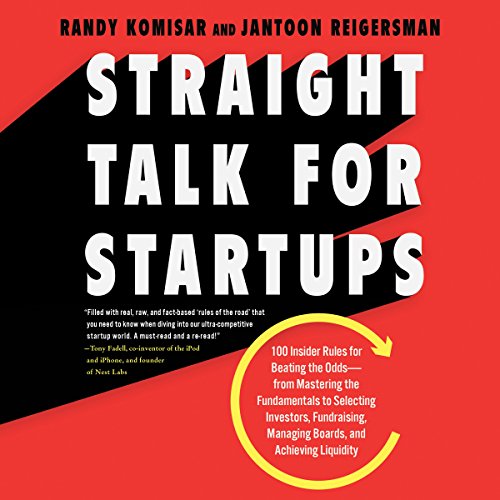 RANDY KOMISAR AND JANTOON REIGERSMAN
STRAIGHT
TALK FOR
STARTUPS
"Filled with real, raw, and fact-based 'rules of the road' that
you need to know when diving into our ultra-competitive
startup world. A must-read and a re-read!"
—Tony Fadell, co-inventor of the iPod
and iPhone, and founder
of Nest Labs
100 Insider Rules for
Beating the Odds—
from Mastering the
Fundamentals to Selecting
Investors, Fundraising,
Managing Boards, and
Achieving Liquidity